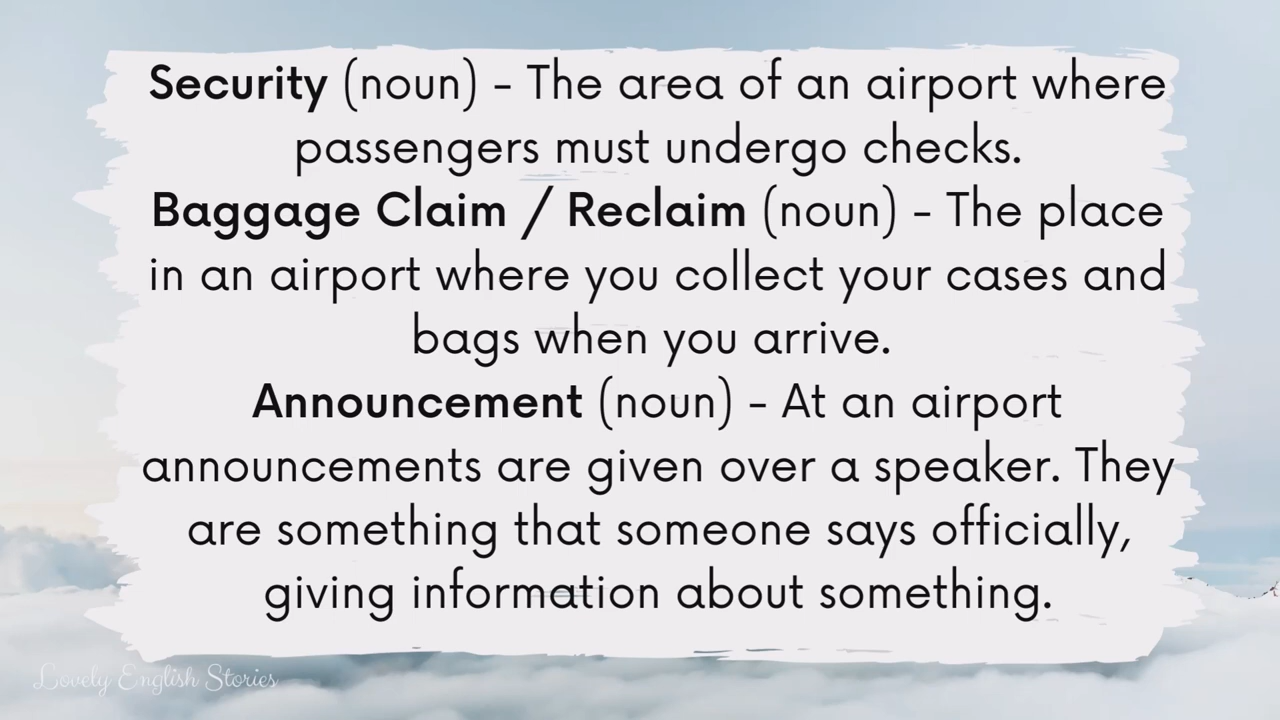 Security (noun) - The area of an airport where
passengers must undergo checks.
Baggage Claim / Reclaim (noun) - The place
in an airport where you collect your cases and
bags when you arrive.
Announcement (noun) - At an airport
announcements are given over a speaker. They
are something that someone says officially,
giving information about something.
Lovely English Stories